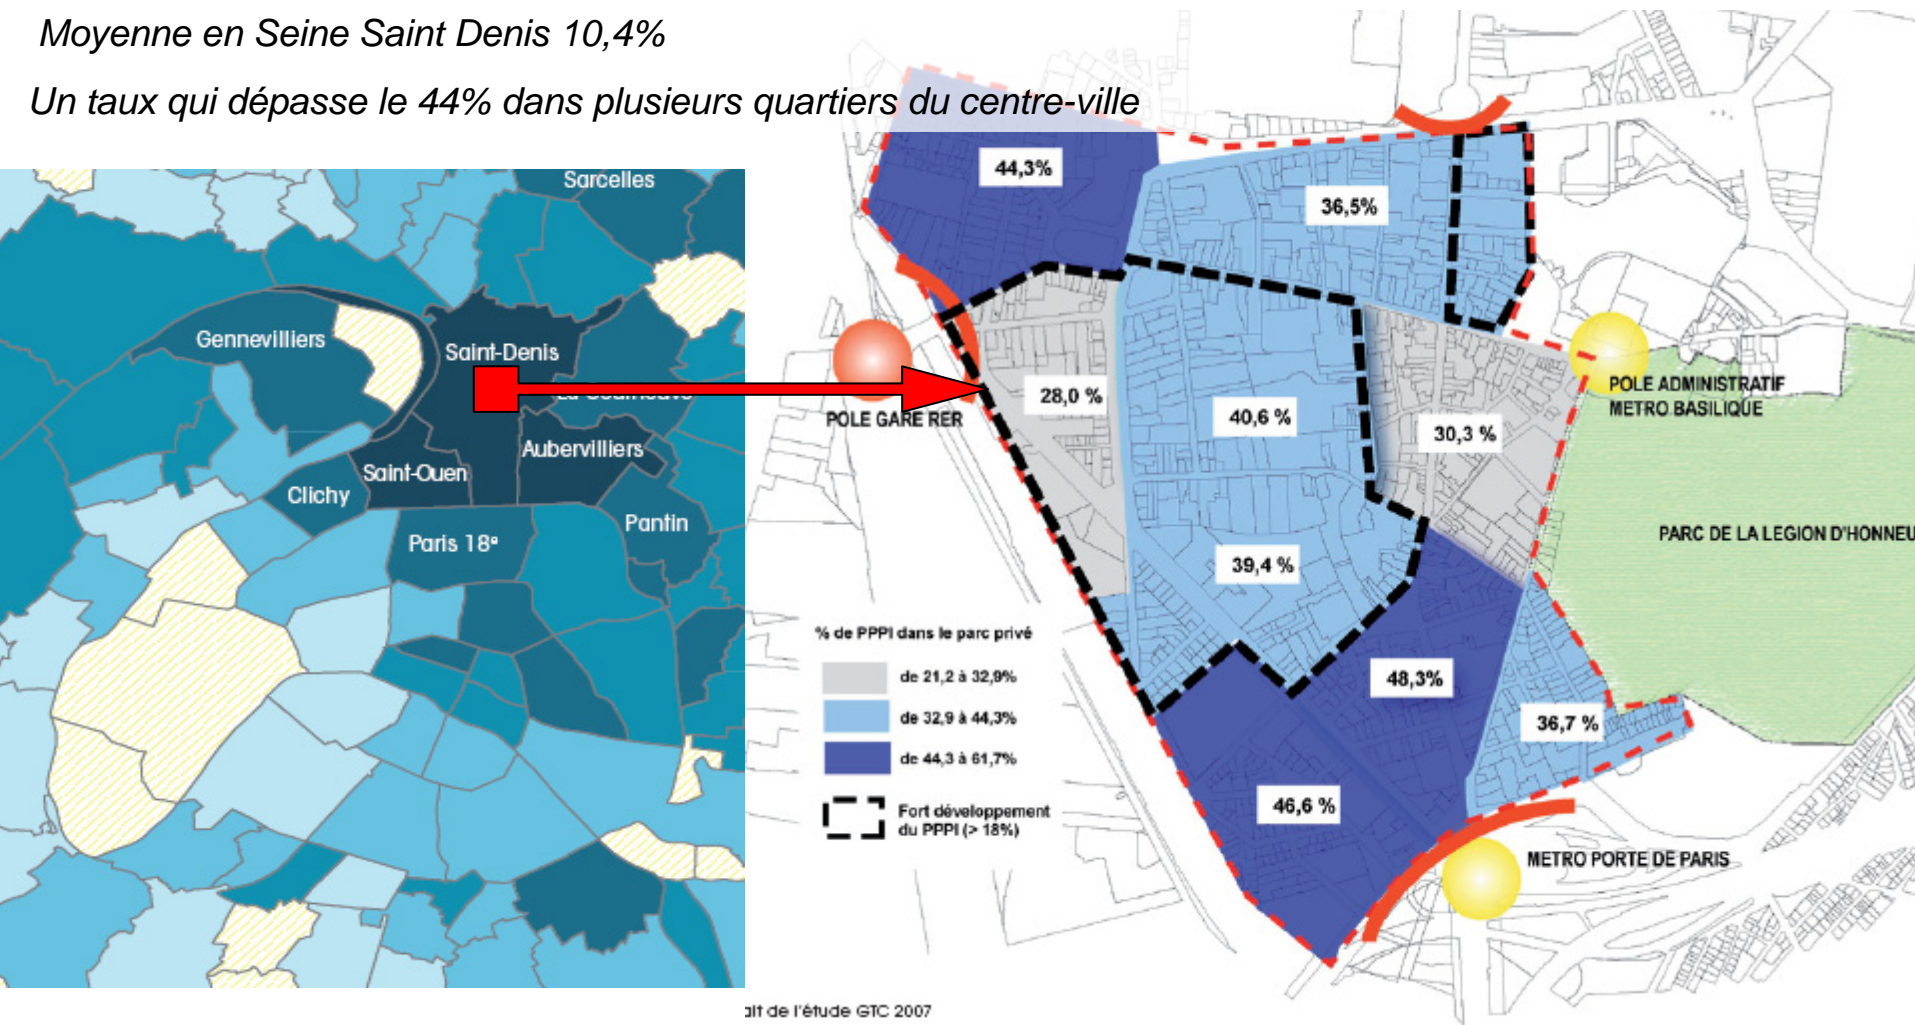 Moyenne en Seine Saint Denis 10,4%
Un taux qui dépasse le 44% dans plusieurs quartiers du centre-ville
Sarcelles
Gennevilliers
Saint-Denis
La Courneuve
Aubervilliers
Saint-Ouen
Clichy
Pantin
Paris 18e
44,3%
36,5%
28,0 %
40,6 %
30,3 %
39,4 %
48,3%
36,7 %
46,6 %
POLE GARE RER
POLE ADMINISTRATIF
METRO BASILIQUE
PARC DE LA LEGION D'HONNEU
METRO PORTE DE PARIS
% de PPPI dans le parc privé
de 21,2 à 32,9%
de 32,9 à 44,3%
de 44,3 à 61,7%
Fort développement
du PPPI (> 18%)
ait de l'étude GTC 2007